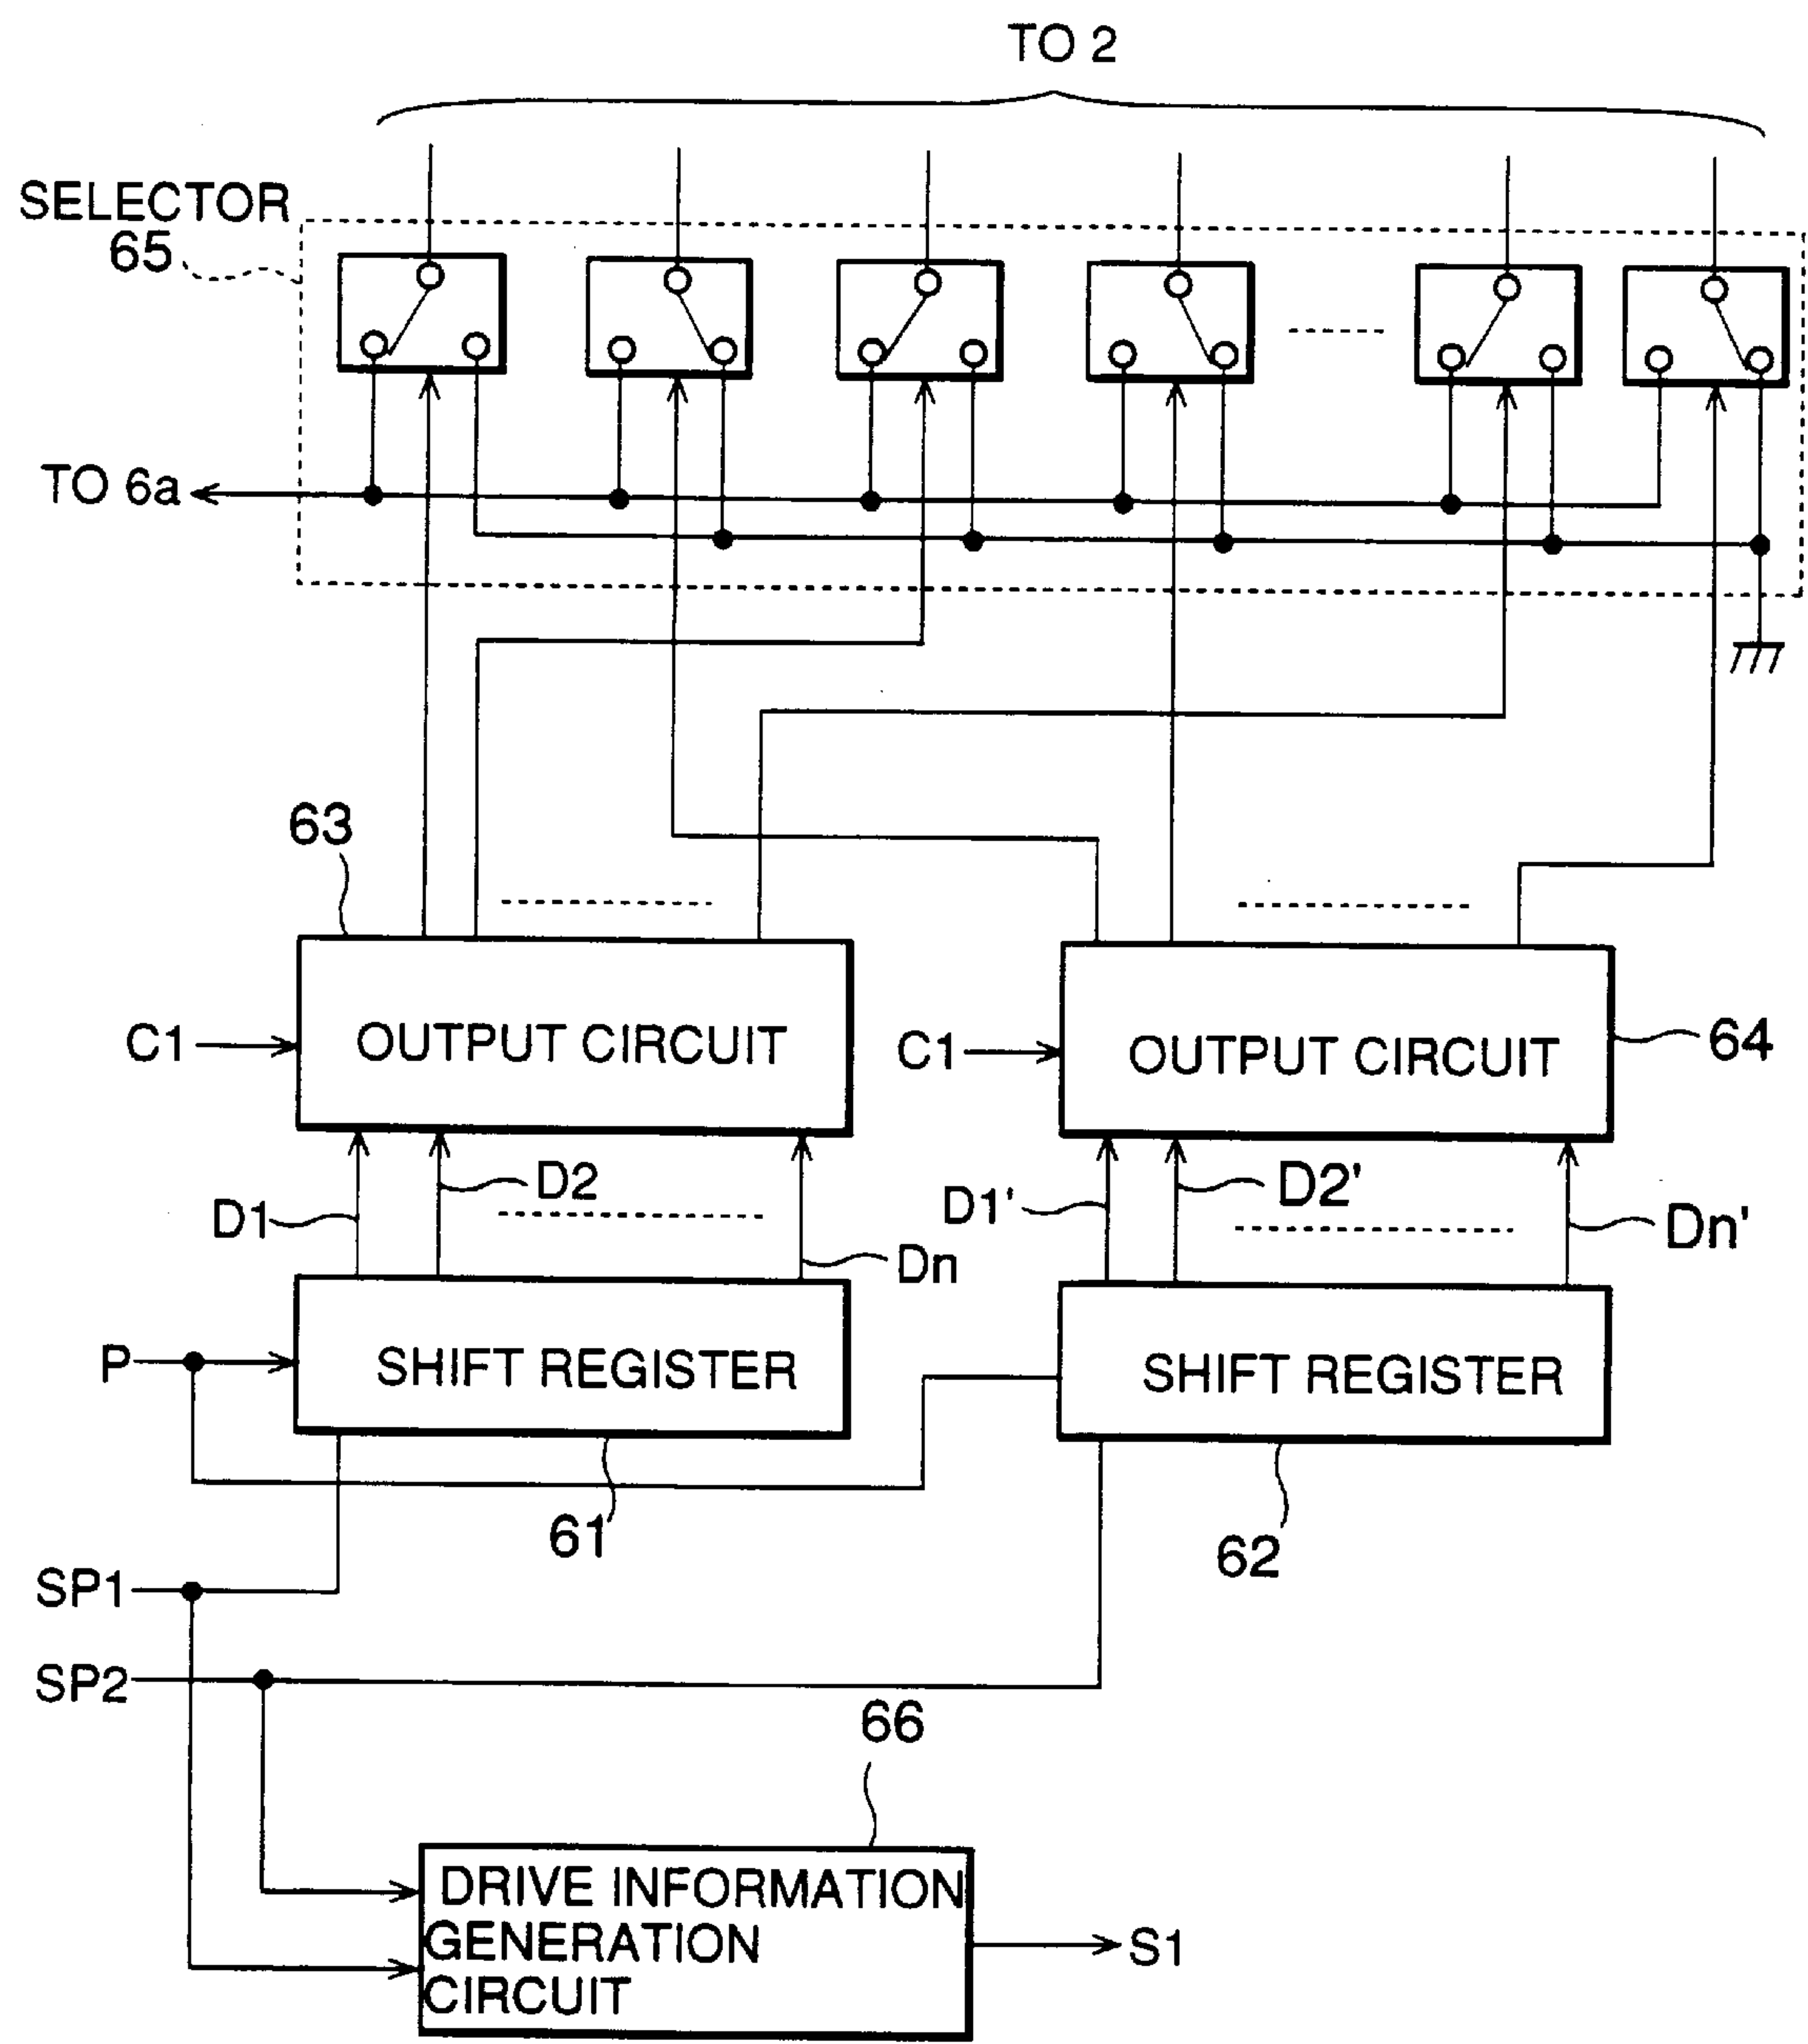 TO 2
SELECTOR
65
TO 6a
63
C1
OUTPUT CIRCUIT
C1
OUTPUT CIRCUIT
64
D1
D2
Dn
D1'
D2'
Dn'
P
SHIFT REGISTER
SHIFT REGISTER
61
62
SP1
SP2
66
DRIVE INFORMATION
GENERATION
CIRCUIT
S1